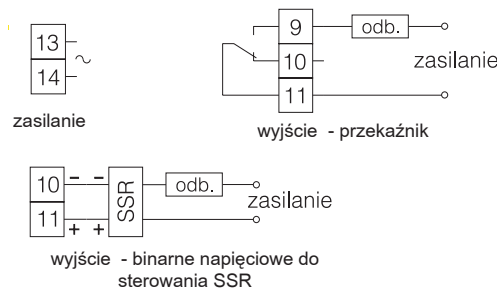 13
14
~
zasilanie
9
odb.
10
zasilanie
11
wyjście - przekaźnik
10 - -
SSR
odb.
zasilanie
11 + +
wyjście - binarne napięciowe do
sterowania SSR